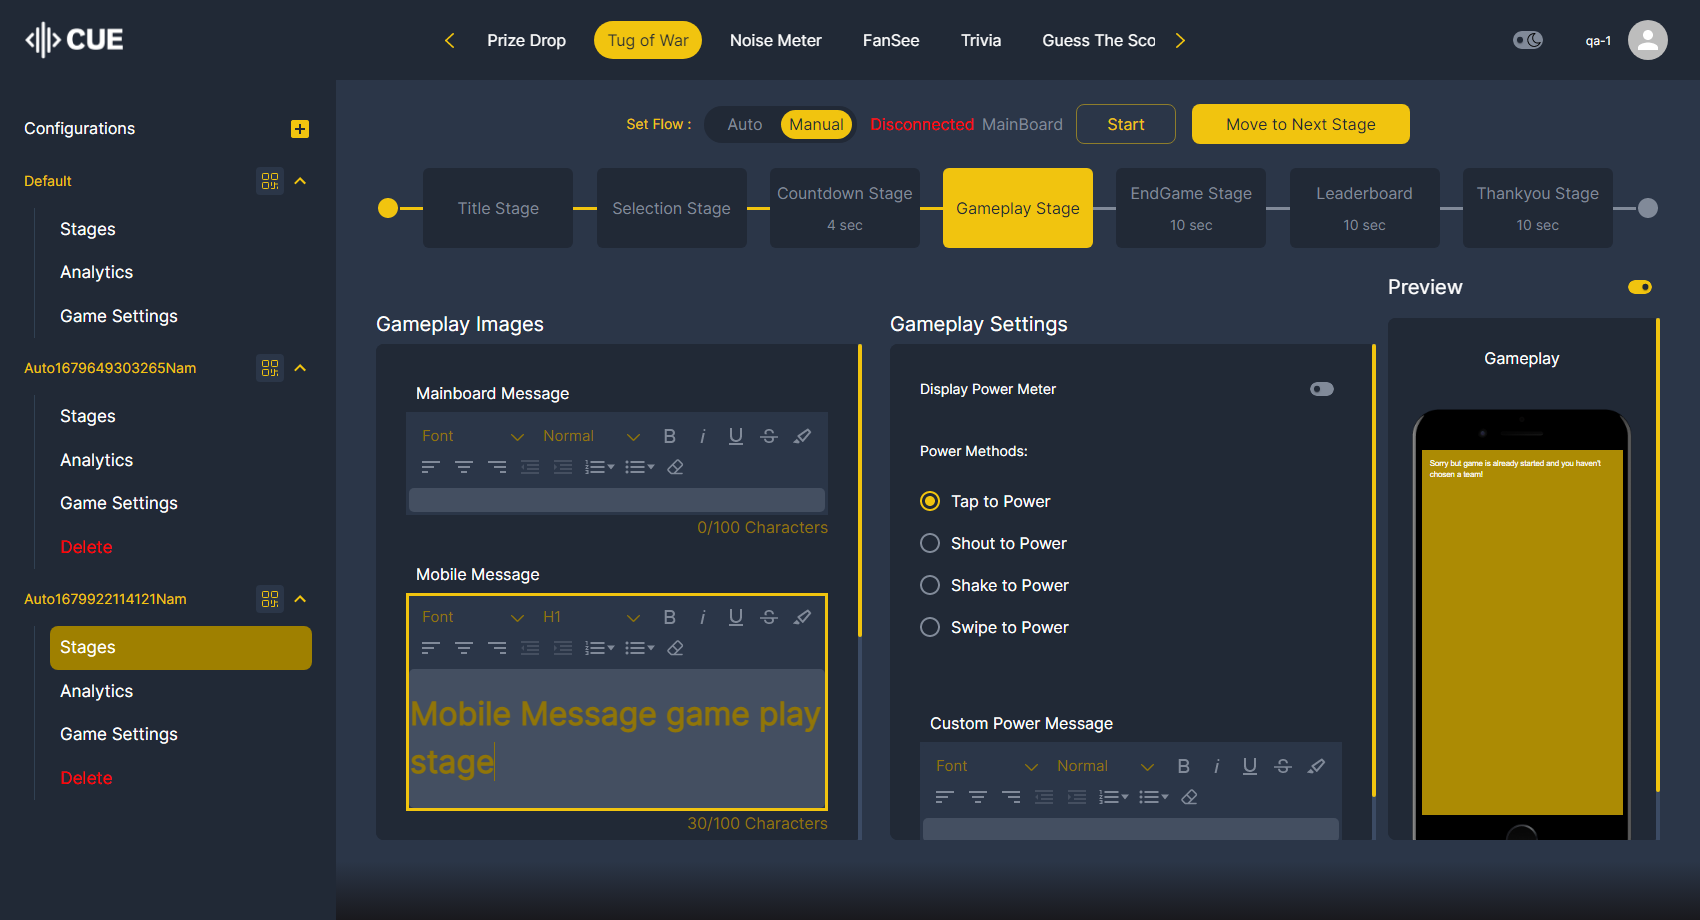 CUE
Prize Drop
Tug of War
Noise Meter
FanSee
Trivia
Guess The Sco
qa-1
Configurations
Default
Stages
Analytics
Game Settings
Auto1679649303265Nam
Stages
Analytics
Game Settings
Delete
Auto1679922114121Nam
Stages
Analytics
Game Settings
Delete
Set Flow :
Auto
Manual
Disconnected MainBoard
Start
Move to Next Stage
Title Stage
Selection Stage
Countdown Stage
4 sec
Gameplay Stage
EndGame Stage
10 sec
Leaderboard
10 sec
Thankyou Stage
10 sec
Gameplay Images
Mainboard Message
Font
Normal
0/100 Characters
Mobile Message
Font
H1
Mobile Message game play
stage
30/100 Characters
Gameplay Settings
Display Power Meter
Power Methods:
Tap to Power
Shout to Power
Shake to Power
Swipe to Power
Custom Power Message
Font
Normal
Preview
Gameplay
Sorry but game is already started and you haven't
chosen a team!